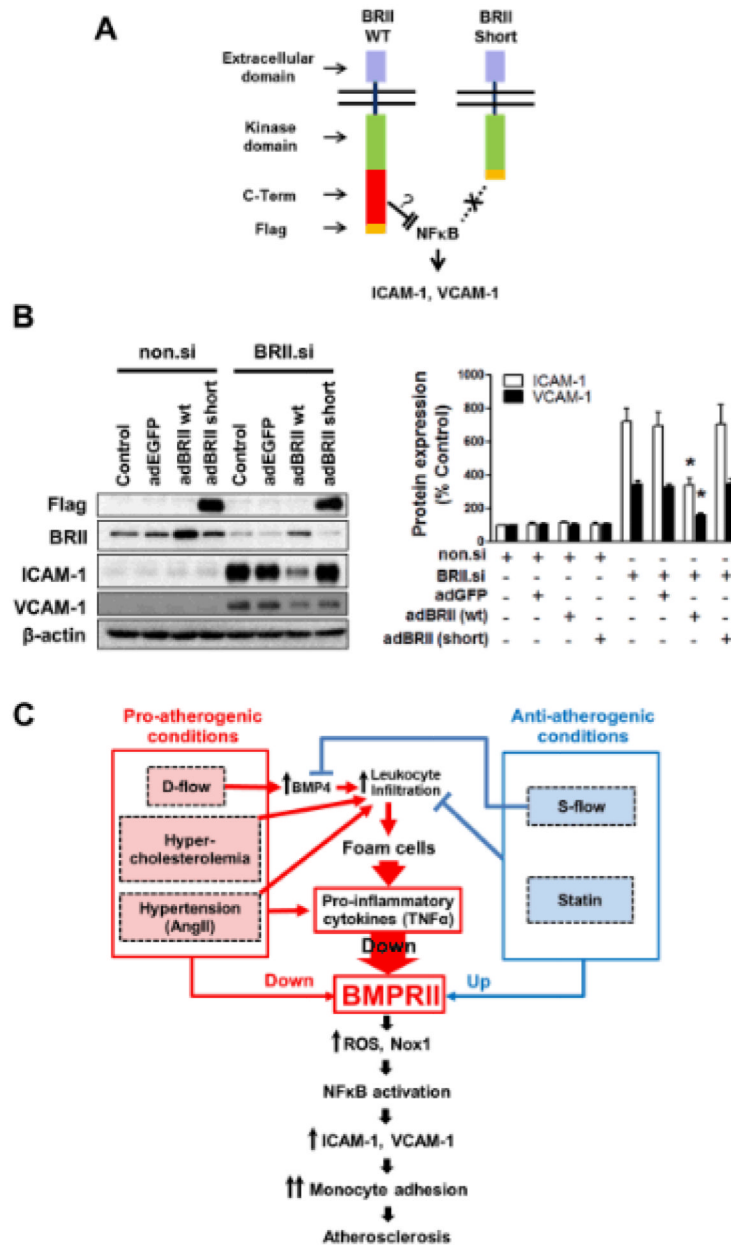 A
BRII
WT
BRII
Short
Extracellular
domain
Kinase
domain
C-Term
?
Flag
NFκB
ICAM-1, VCAM-1
B
non.si
BRII.si
Control
adEGFP
adBRII wt
adBRII short
Control
adEGFP
adBRII wt
adBRII short
Flag
BRII
ICAM-1
VCAM-1
β-actin
Protein expression
(% Control)
1000
800
600
400
200
0
ICAM-1
VCAM-1
* *
non.si + + + + - - - -
BRII.si - - - - + + + +
adGFP - + - - - + - -
adBRII (wt) - - + - - - + -
adBRII (short) - - - + - - - +
C
Pro-atherogenic
conditions
Anti-atherogenic
conditions
D-flow
BMP4
Leukocyte
Infiltration
S-flow
Hyper-
cholesterolemia
Foam cells
Hypertension
(AngII)
Pro-inflammatory
cytokines (TNFα)
Statin
Down
Down
BMPRII
Up
ROS, Nox1
NFκB activation
ICAM-1, VCAM-1
Monocyte adhesion
Atherosclerosis